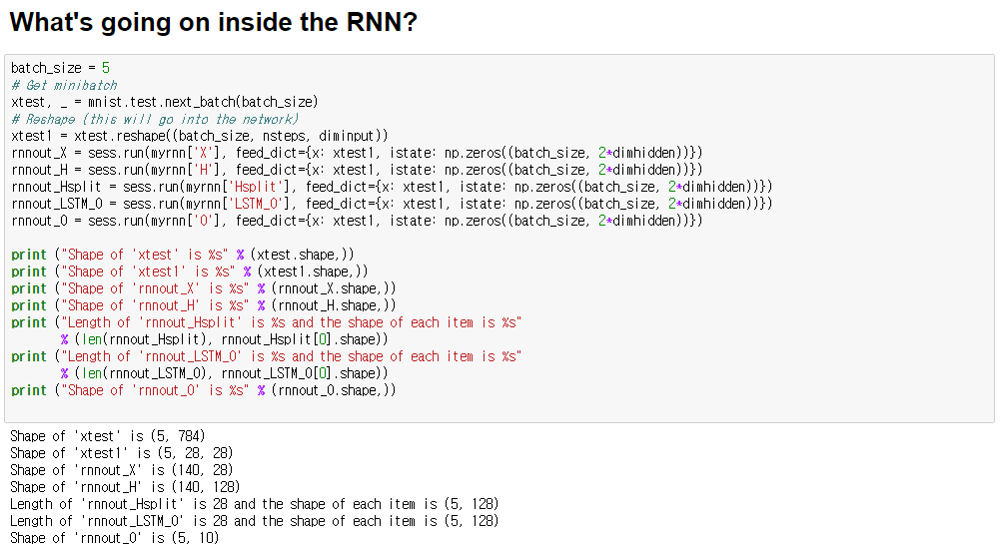 What's going on inside the RNN?
batch_size = 5
# Get minibatch
xtest, _ = mnist.test.next_batch(batch_size)
# Reshape (this will go into the network)
xtest1 = xtest.reshape((batch_size, nsteps, diminput))
rnnout_X = sess.run(myrnn['X'], feed_dict={x: xtest1, istate: np.zeros((batch_size, 2*dimhidden))})
rnnout_H = sess.run(myrnn['H'], feed_dict={x: xtest1, istate: np.zeros((batch_size, 2*dimhidden))})
rnnout_Hsplit = sess.run(myrnn['Hsplit'], feed_dict={x: xtest1, istate: np.zeros((batch_size, 2*dimhidden))})
rnnout_LSTM_O = sess.run(myrnn['LSTM_O'], feed_dict={x: xtest1, istate: np.zeros((batch_size, 2*dimhidden))})
rnnout_O = sess.run(myrnn['O'], feed_dict={x: xtest1, istate: np.zeros((batch_size, 2*dimhidden))})
print ("Shape of 'xtest' is %s" % (xtest.shape,))
print ("Shape of 'xtest1' is %s" % (xtest1.shape,))
print ("Shape of 'rnnout_X' is %s" % (rnnout_X.shape,))
print ("Shape of 'rnnout_H' is %s" % (rnnout_H.shape,))
print ("Length of 'rnnout_Hsplit' is %s and the shape of each item is %s"
% (len(rnnout_Hsplit), rnnout_Hsplit[0].shape))
print ("Length of 'rnnout_LSTM_O' is %s and the shape of each item is %s"
% (len(rnnout_LSTM_O), rnnout_LSTM_O[0].shape))
print ("Shape of 'rnnout_O' is %s" % (rnnout_O.shape,))
Shape of 'xtest' is (5, 784)
Shape of 'xtest1' is (5, 28, 28)
Shape of 'rnnout_X' is (140, 28)
Shape of 'rnnout_H' is (140, 128)
Length of 'rnnout_Hsplit' is 28 and the shape of each item is (5, 128)
Length of 'rnnout_LSTM_O' is 28 and the shape of each item is (5, 128)
Shape of 'rnnout_O' is (5, 10)